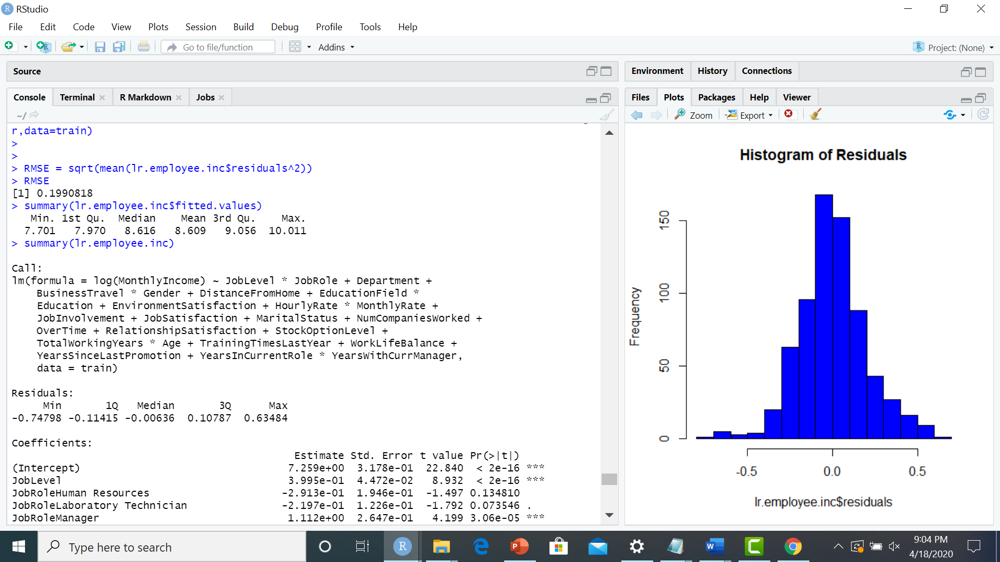 RStudio
File Edit Code View Plots Session Build Debug Profile Tools Help
Go to file/function Addins Project: (None)
Source
Console Terminal R Markdown Jobs
~/
r,data=train)
>
>
> RMSE = sqrt(mean(lr.employee.inc$residuals^2))
> RMSE
[1] 0.1990818
> summary(lr.employee.inc$fitted.values)
Min. 1st Qu. Median Mean 3rd Qu. Max.
7.701 7.970 8.616 8.609 9.056 10.011
> summary(lr.employee.inc)
Call:
lm(formula = log(MonthlyIncome) ~ JobLevel * JobRole + Department +
BusinessTravel * Gender + DistanceFromHome + EducationField *
Education + EnvironmentSatisfaction + HourlyRate * MonthlyRate +
JobInvolvement + JobSatisfaction + MaritalStatus + NumCompaniesWorked +
OverTime + RelationshipSatisfaction + StockOptionLevel +
TotalWorkingYears * Age + TrainingTimesLastYear + WorkLifeBalance +
YearsSinceLastPromotion + YearsInCurrentRole * YearsWithCurrManager,
data = train)
Residuals:
Min 1Q Median 3Q Max
-0.74798 -0.11415 -0.00636 0.10787 0.63484
Coefficients:
Estimate Std. Error t value Pr(>|t|)
(Intercept) 7.259e+00 3.178e-01 22.840 < 2e-16 ***
JobLevel 3.995e-01 4.472e-02 8.932 < 2e-16 ***
JobRoleHuman Resources -2.913e-01 1.946e-01 -1.497 0.134810
JobRoleLaboratory Technician -2.197e-01 1.226e-01 -1.792 0.073546 .
JobRoleManager 1.112e+00 2.647e-01 4.199 3.06e-05 ***
Environment History Connections
Files Plots Packages Help Viewer
Zoom Export
Histogram of Residuals
Frequency
0 50 100 150
-0.5 0.0 0.5
lr.employee.inc$residuals
Type here to search
9:04 PM
4/18/2020